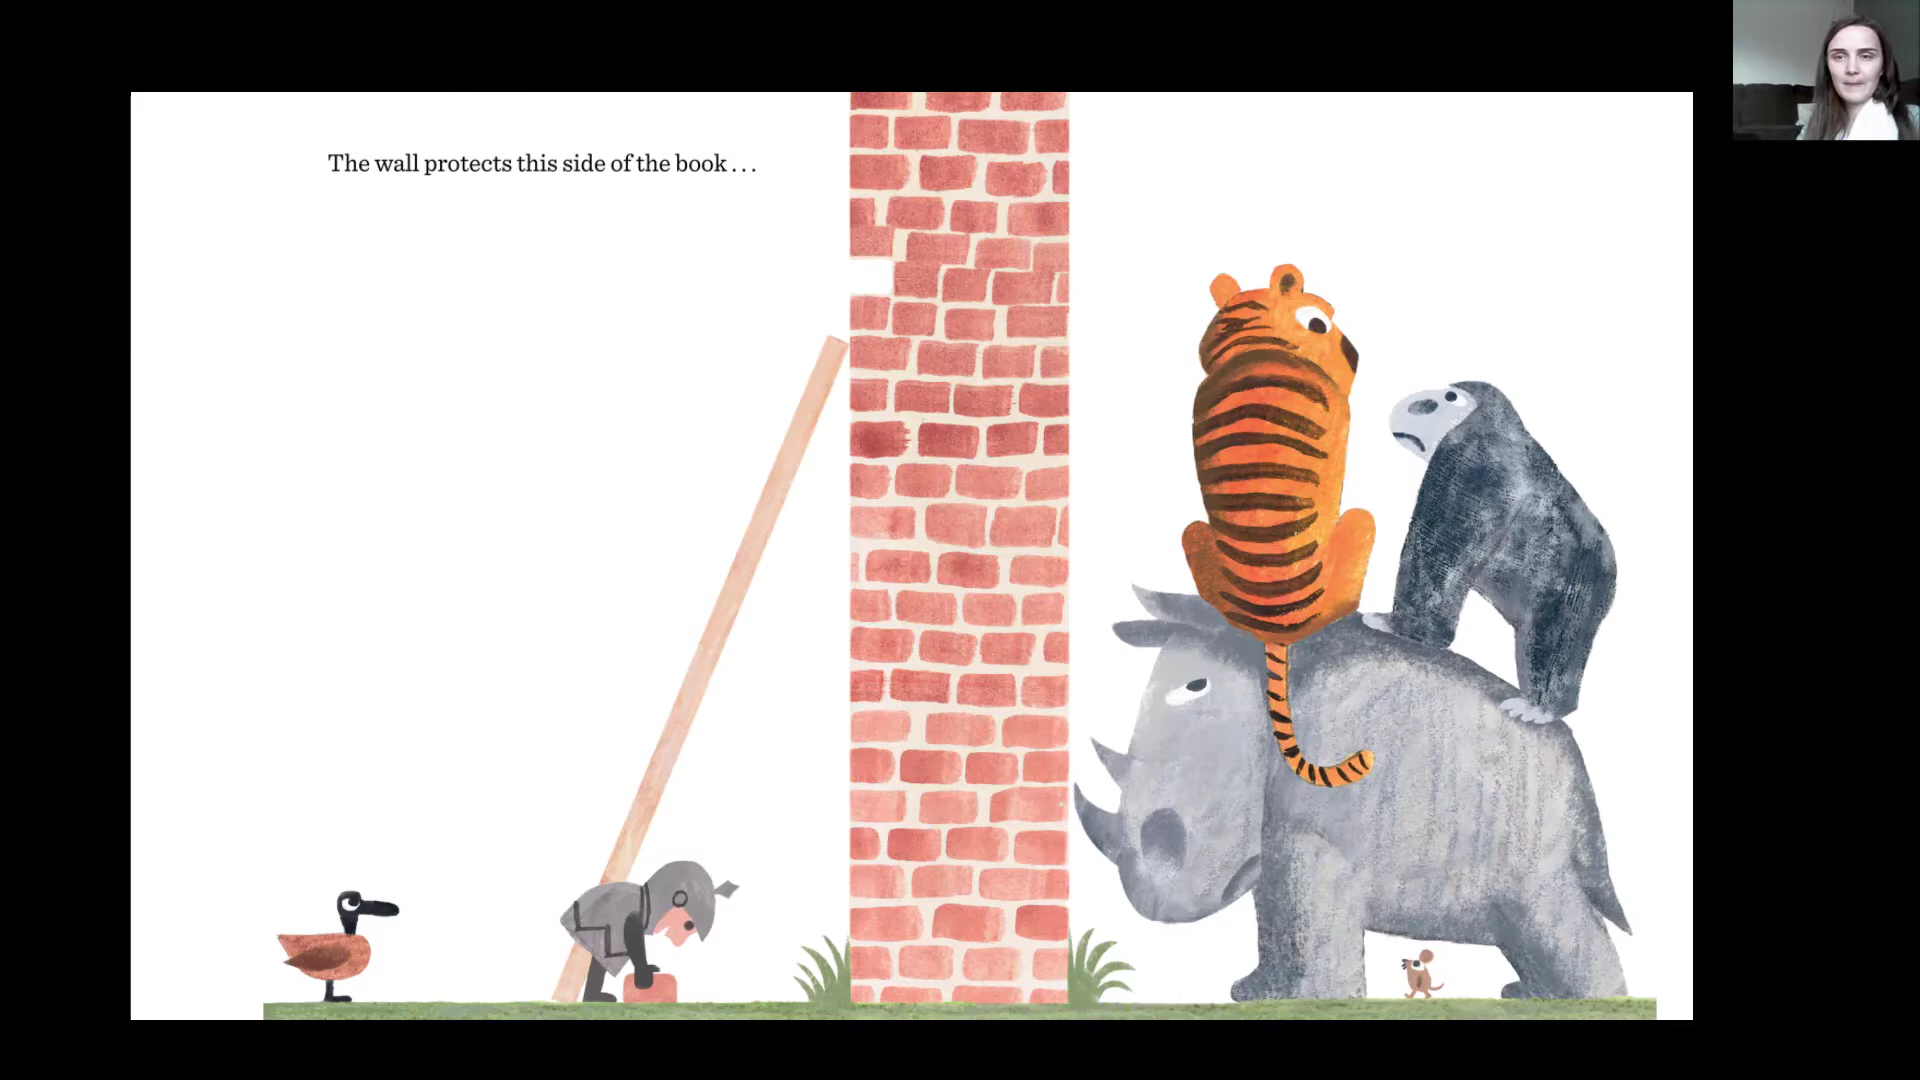 The wall protects this side of the book . . .